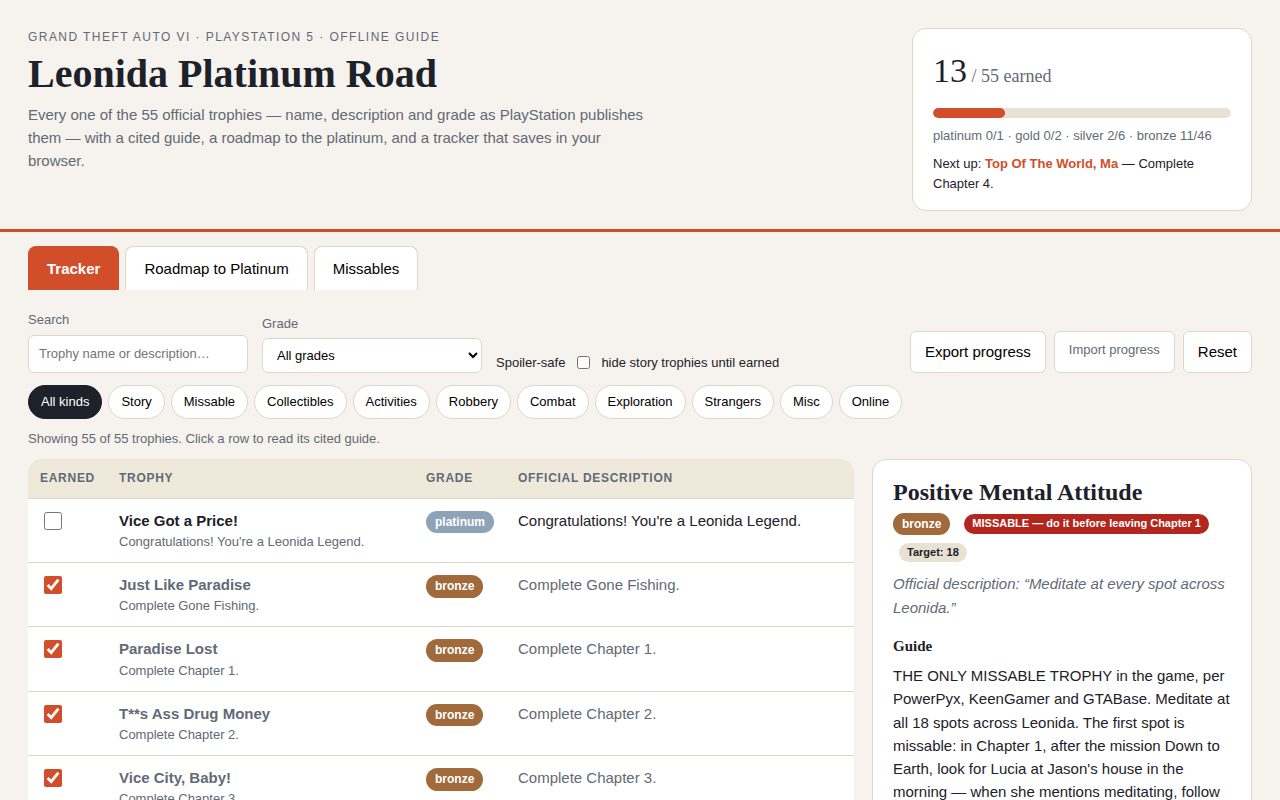 GRAND THEFT AUTO VI · PLAYSTATION 5 · OFFLINE GUIDE
Leonida Platinum Road
Every one of the 55 official trophies — name, description and grade as PlayStation publishes
them — with a cited guide, a roadmap to the platinum, and a tracker that saves in your
browser.
13 / 55 earned
platinum 0/1 · gold 0/2 · silver 2/6 · bronze 11/46
Next up: Top Of The World, Ma — Complete
Chapter 4.
Tracker
Roadmap to Platinum
Missables
Search
Trophy name or description…
Grade
All grades
Spoiler-safe
hide story trophies until earned
Export progress
Import progress
Reset
All kinds
Story
Missable
Collectibles
Activities
Robbery
Combat
Exploration
Strangers
Misc
Online
Showing 55 of 55 trophies. Click a row to read its cited guide.
EARNED TROPHY GRADE OFFICIAL DESCRIPTION
Vice Got a Price! platinum Congratulations! You're a Leonida Legend.
Congratulations! You're a Leonida Legend.
Just Like Paradise bronze Complete Gone Fishing.
Complete Gone Fishing.
Paradise Lost bronze Complete Chapter 1.
Complete Chapter 1.
T**s Ass Drug Money bronze Complete Chapter 2.
Complete Chapter 2.
Vice City, Baby! bronze Complete Chapter 3.
Complete Chapter 3.
Positive Mental Attitude
bronze
MISSABLE — do it before leaving Chapter 1
Target: 18
Official description: “Meditate at every spot across
Leonida.”
Guide
THE ONLY MISSABLE TROPHY in the game, per
PowerPyx, KeenGamer and GTABase. Meditate at
all 18 spots across Leonida. The first spot is
missable: in Chapter 1, after the mission Down to
Earth, look for Lucia at Jason's house in the
morning — when she mentions meditating, follow